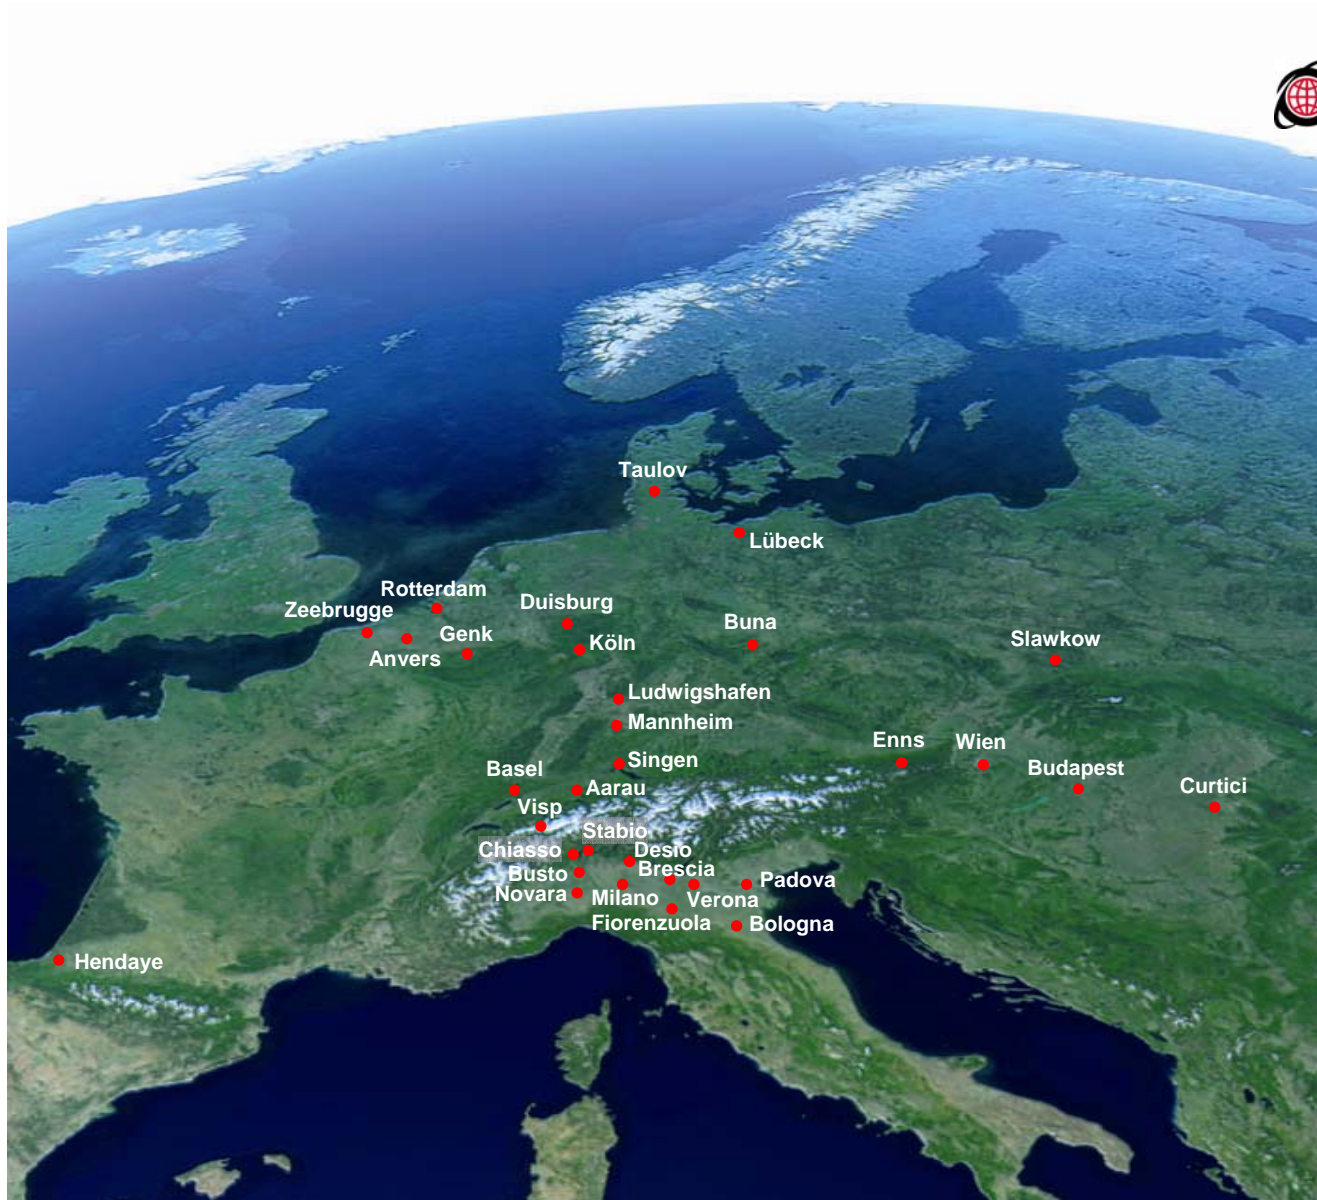 Taulov
Lübeck
Rotterdam
Zeebrugge
Duisburg
Genk
Anvers
Köln
Buna
Slawkow
Ludwigshafen
Mannheim
Enns
Wien
Singen
Basel
Budapest
Aarau
Curtici
Visp
Stabio
Chiasso
Desio
Busto
Brescia
Padova
Novara
Milano
Verona
Fiorenzuola
Bologna
Hendaye